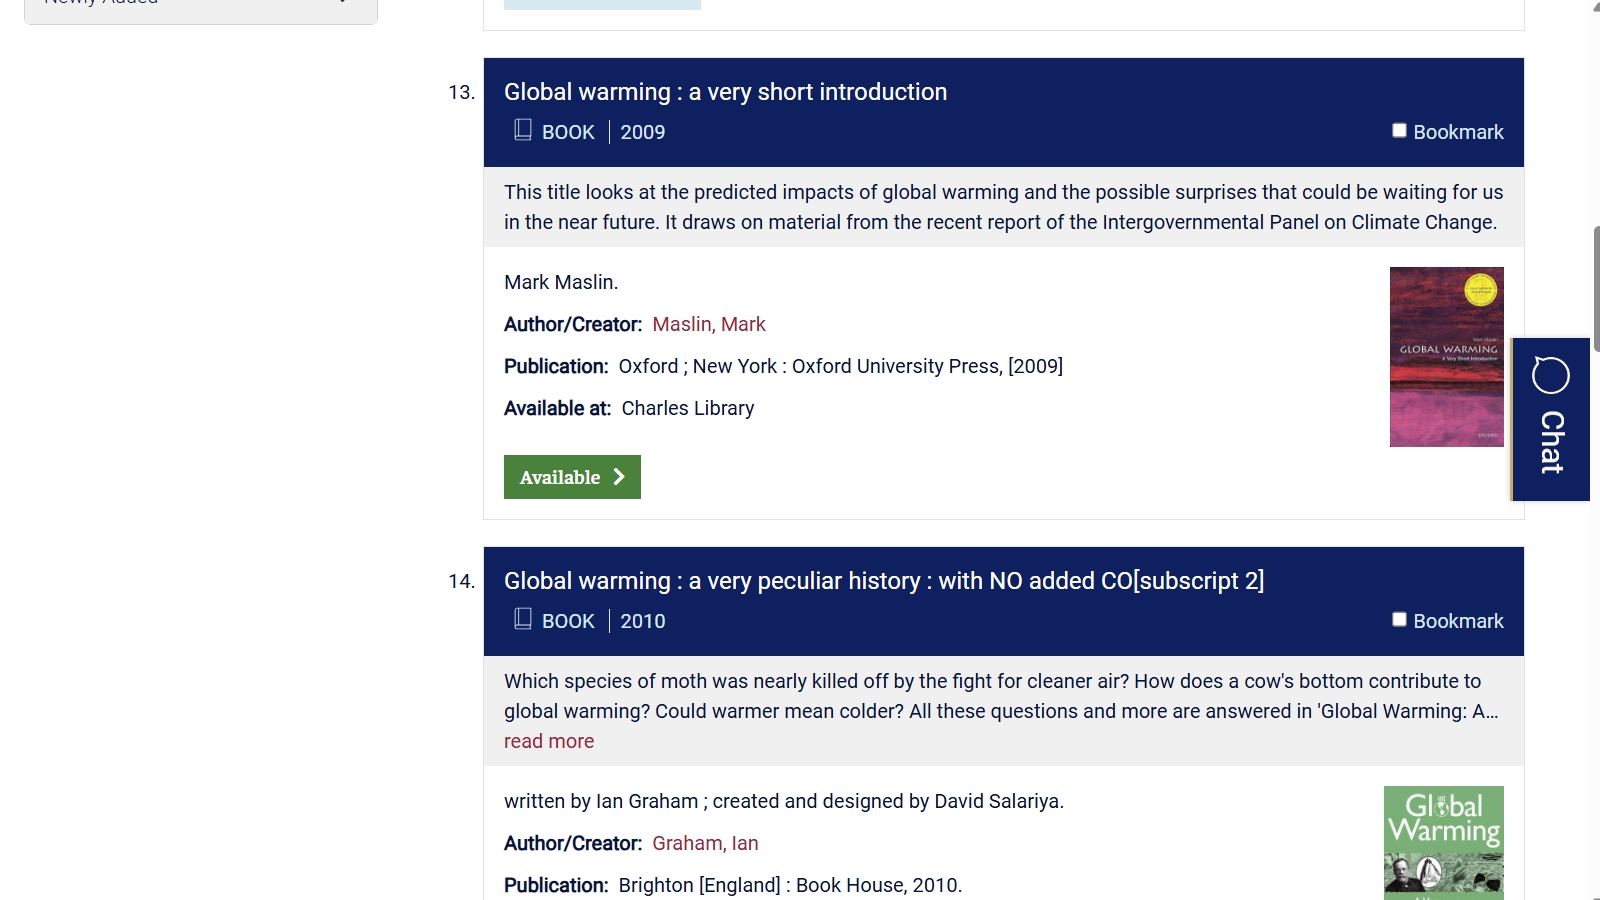 Newly Added
13.
Global warming : a very short introduction
BOOK | 2009
Bookmark
This title looks at the predicted impacts of global warming and the possible surprises that could be waiting for us
in the near future. It draws on material from the recent report of the Intergovernmental Panel on Climate Change.
Mark Maslin.
Author/Creator: Maslin, Mark
Publication: Oxford ; New York : Oxford University Press, [2009]
Available at: Charles Library
Available
Mark Maslin
GLOBAL WARMING
A Very Short Introduction
OXFORD
Chat
14.
Global warming : a very peculiar history : with NO added CO[subscript 2]
BOOK | 2010
Bookmark
Which species of moth was nearly killed off by the fight for cleaner air? How does a cow's bottom contribute to
global warming? Could warmer mean colder? All these questions and more are answered in 'Global Warming: A...
read more
written by Ian Graham ; created and designed by David Salariya.
Author/Creator: Graham, Ian
Publication: Brighton [England] : Book House, 2010.
Global
Warming